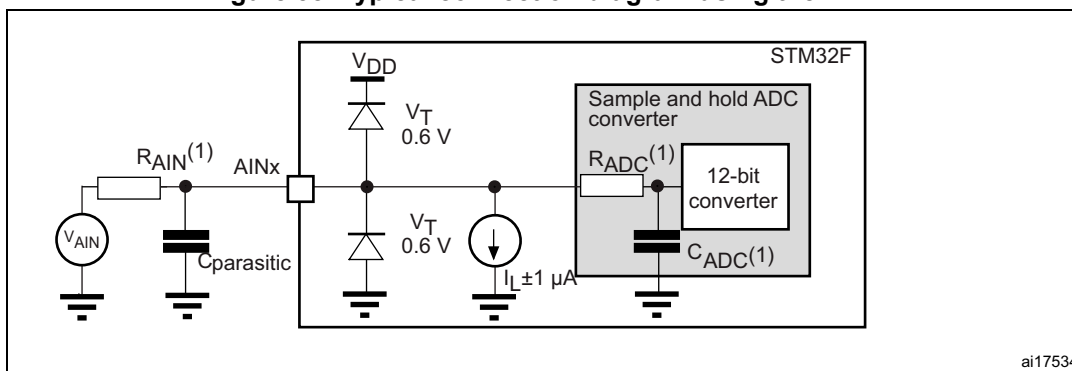 STM32F
VDD
Sample and hold ADC
converter
VT
0.6 V
RAIN(1)
AINx
RADC(1)
12-bit
converter
VAIN
Cparasitic
VT
0.6 V
IL±1 µA
CADC(1)
ai17534